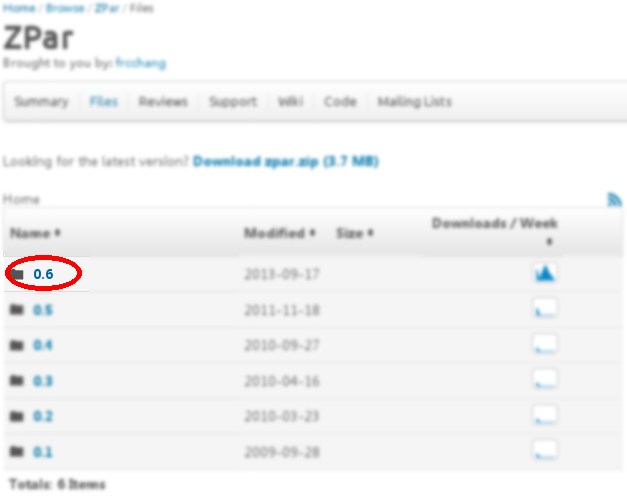 Home / Browse / ZPar / Files
ZPar
Brought to you by: frcchang
Summary Files Reviews Support Wiki Code Mailing Lists
Looking for the latest version? Download zpar.zip (3.7 MB)
Home
Name Modified Size Downloads / Week
0.6 2013-09-17
0.5 2011-11-18
0.4 2010-09-27
0.3 2010-04-16
0.2 2010-03-23
0.1 2009-09-28
Totals: 6 Items